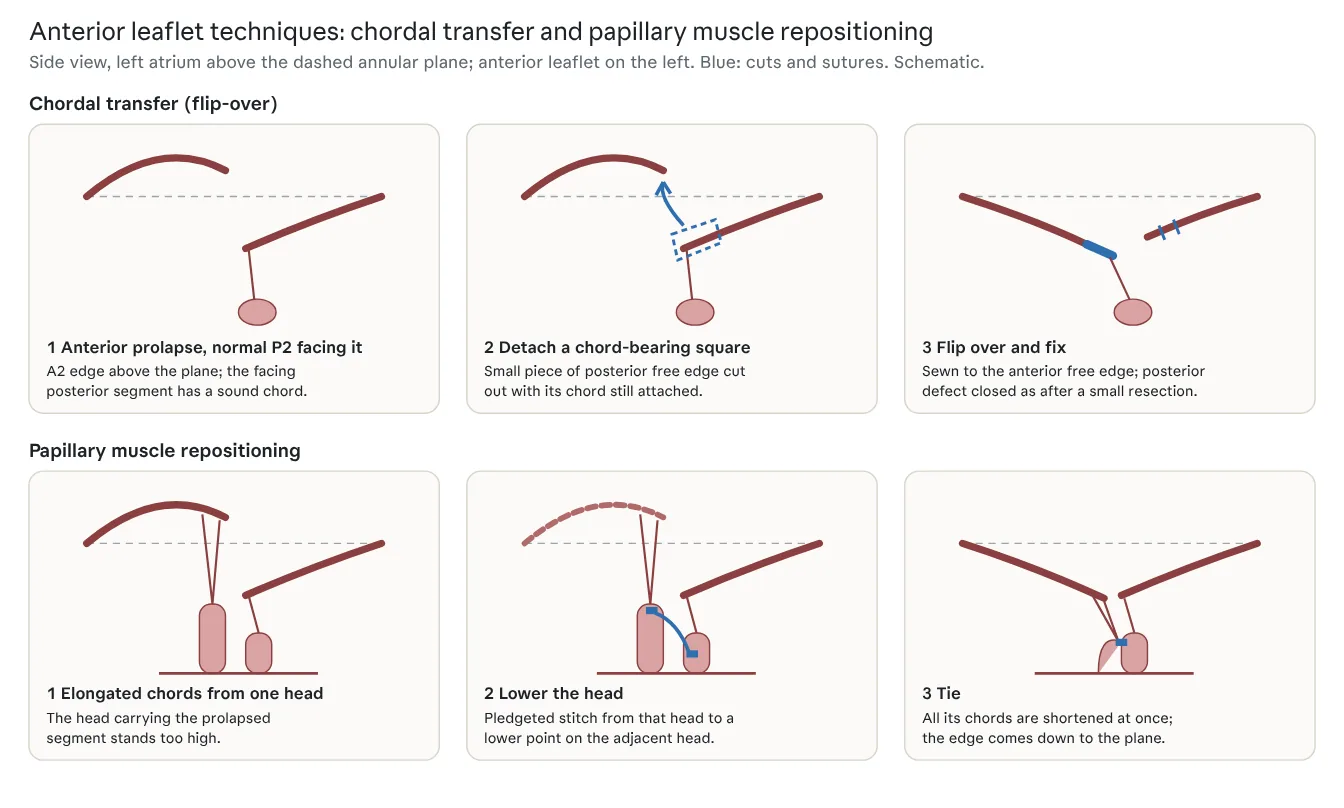 Anterior leaflet techniques: chordal transfer and papillary muscle repositioning
Side view, left atrium above the dashed annular plane; anterior leaflet on the left. Blue: cuts and sutures. Schematic.
Chordal transfer (flip-over)
1 Anterior prolapse, normal P2 facing it
A2 edge above the plane; the facing
posterior segment has a sound chord.
2 Detach a chord-bearing square
Small piece of posterior free edge cut
out with its chord still attached.
3 Flip over and fix
Sewn to the anterior free edge; posterior
defect closed as after a small resection.
Papillary muscle repositioning
1 Elongated chords from one head
The head carrying the prolapsed
segment stands too high.
2 Lower the head
Pledgeted stitch from that head to a
lower point on the adjacent head.
3 Tie
All its chords are shortened at once;
the edge comes down to the plane.